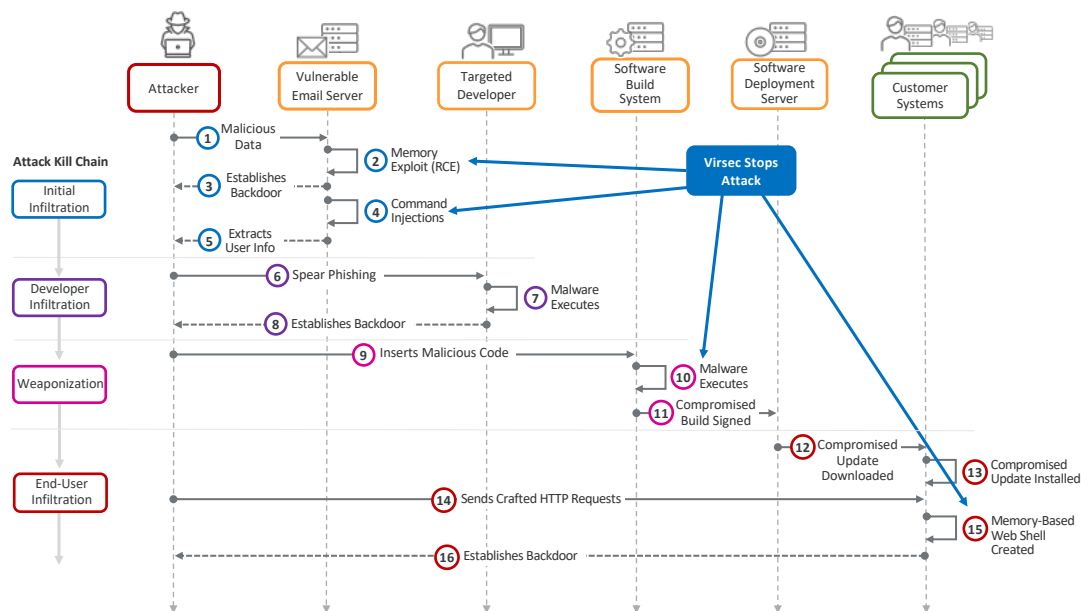 Attacker
Vulnerable
Email Server
Targeted
Developer
Software
Build
System
Software
Deployment
Server
Customer
Systems
Attack Kill Chain
Initial
Infiltration
1 Malicious
Data
2 Memory
Exploit (RCE)
3 Establishes
Backdoor
4 Command
Injections
5 Extracts
User Info
Virsec Stops
Attack
Developer
Infiltration
6 Spear Phishing
7 Malware
Executes
8 Establishes Backdoor
Weaponization
9 Inserts Malicious Code
10 Malware
Executes
11 Compromised
Build Signed
End-User
Infiltration
12 Compromised
Update
Downloaded
13 Compromised
Update Installed
14 Sends Crafted HTTP Requests
15 Memory-Based
Web Shell
Created
16 Establishes Backdoor